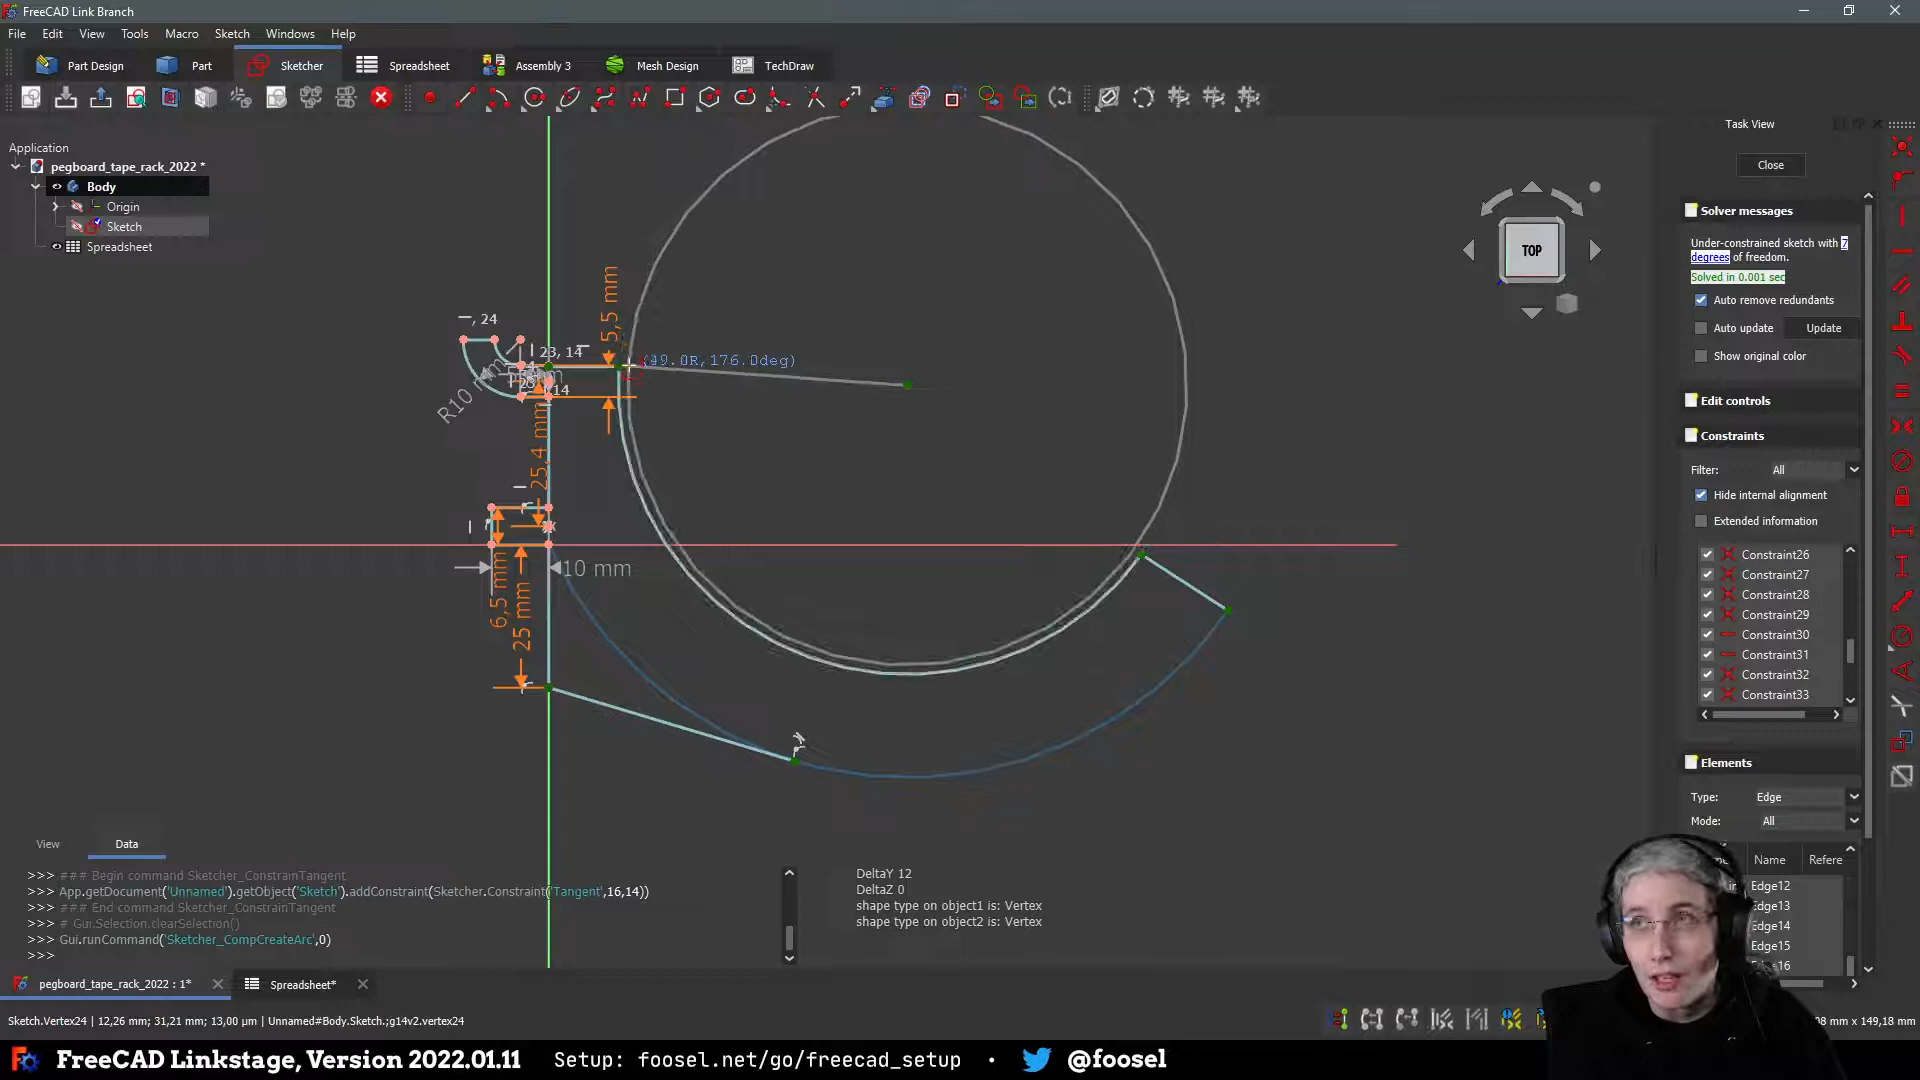 FreeCAD Link Branch
File Edit View Tools Macro Sketch Windows Help
Part Design Part Sketcher Spreadsheet Assembly 3 Mesh Design TechDraw
Application
pegboard_tape_rack_2022 *
Body
Origin
Sketch
Spreadsheet
5,5 mm
, 24
23, 14
(49.0R,176.0deg)
14
R10
25,4 mm
10 mm
6,5 mm
25 mm
TOP
Task View
Close
Solver messages
Under-constrained sketch with 7
degrees of freedom.
Solved in 0.001 sec
Auto remove redundants
Auto update Update
Show original color
Edit controls
Constraints
Filter: All
Hide internal alignment
Extended information
Constraint26
Constraint27
Constraint28
Constraint29
Constraint30
Constraint31
Constraint32
Constraint33
Elements
Type: Edge
Mode: All
Name Refere
Edge12
Edge13
Edge14
Edge15
View Data
>>> ### Begin command Sketcher_ConstrainTangent
>>> App.getDocument('Unnamed').getObject('Sketch').addConstraint(Sketcher.Constraint('Tangent',16,14))
>>> ### End command Sketcher_ConstrainTangent
>>> # Gui.Selection.clearSelection()
>>> Gui.runCommand('Sketcher_CompCreateArc',0)
>>>
DeltaY 12
DeltaZ 0
shape type on object1 is: Vertex
shape type on object2 is: Vertex
pegboard_tape_rack_2022 : 1*
Spreadsheet*
Sketch.Vertex24 | 12,26 mm; 31,21 mm; 13,00 µm | Unnamed#Body.Sketch.;g14v2.vertex24
mm x 149,18 mm
FreeCAD Linkstage, Version 2022.01.11 Setup: foosel.net/go/freecad_setup • @foosel